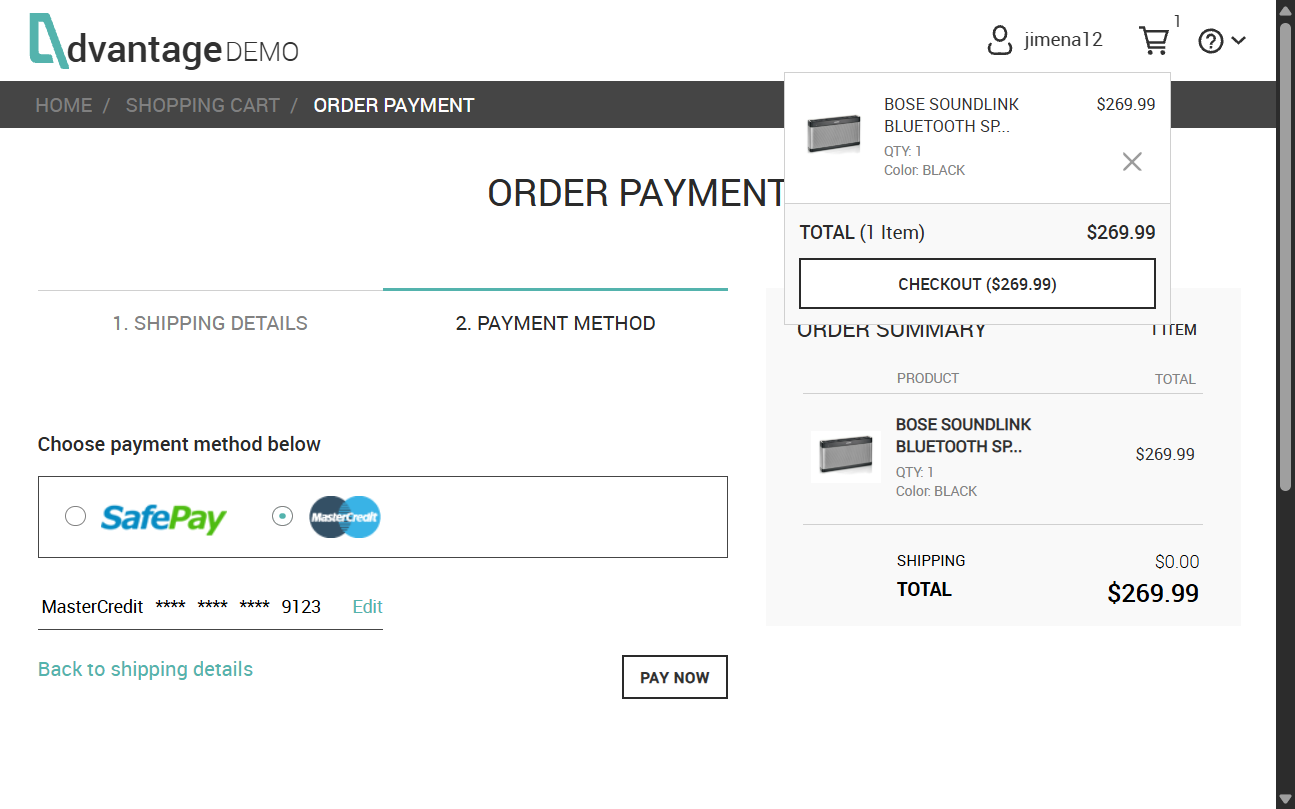 dvantage DEMO
jimena12
1
?
HOME / SHOPPING CART / ORDER PAYMENT
BOSE SOUNDLINK $269.99
BLUETOOTH SP...
QTY: 1
Color: BLACK
TOTAL (1 Item) $269.99
CHECKOUT ($269.99)
ORDER PAYMENT
1. SHIPPING DETAILS
2. PAYMENT METHOD
Choose payment method below
SafePay
MasterCredit
MasterCredit **** **** **** 9123 Edit
Back to shipping details
PAY NOW
ORDER SUMMARY 1 ITEM
PRODUCT TOTAL
BOSE SOUNDLINK
BLUETOOTH SP...
$269.99
QTY: 1
Color: BLACK
SHIPPING $0.00
TOTAL $269.99